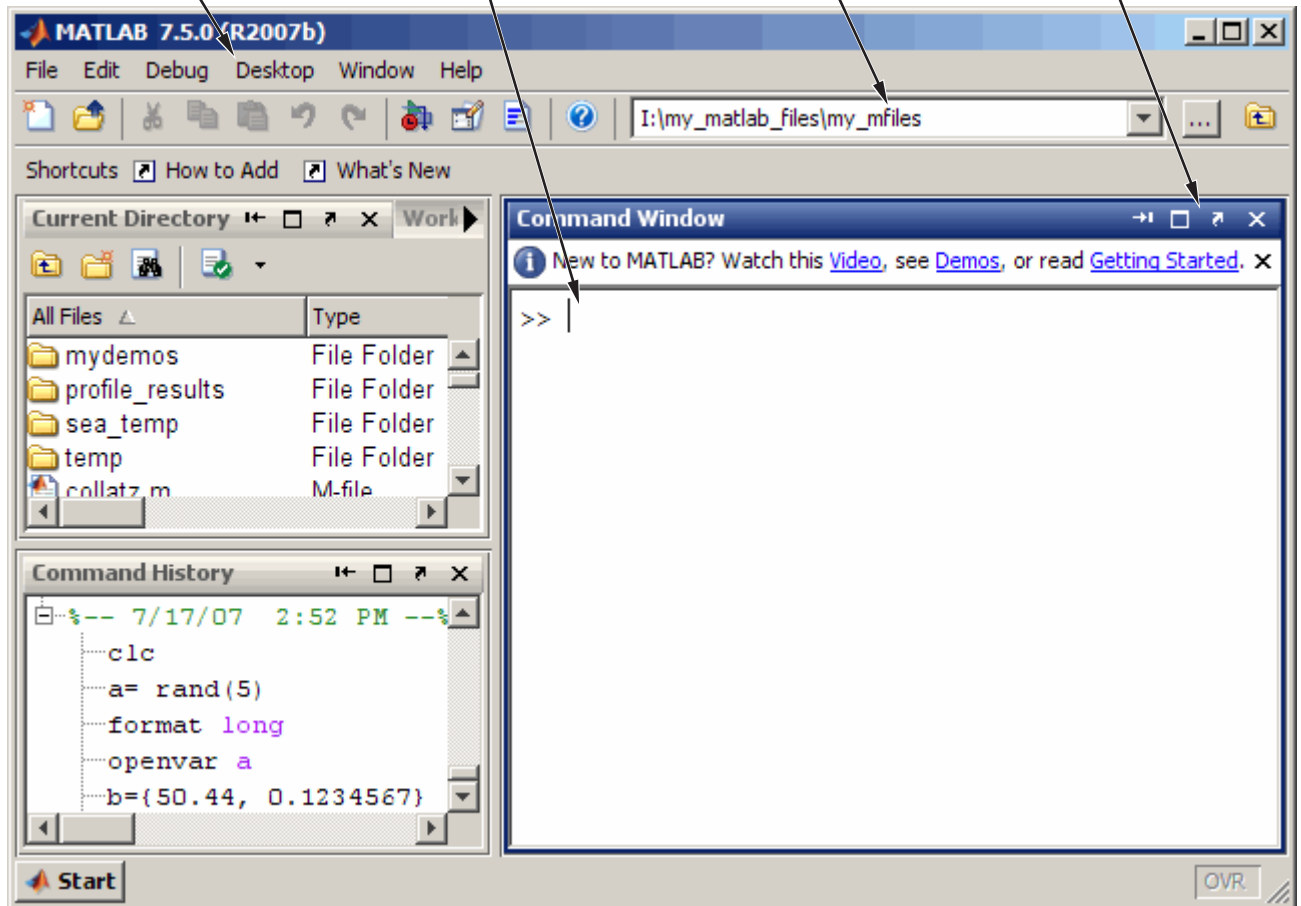 MATLAB 7.5.0 (R2007b)
File Edit Debug Desktop Window Help
I:\my_matlab_files\my_mfiles ...
Shortcuts How to Add What's New
Current Directory Work
All Files Type
mydemos File Folder
profile_results File Folder
sea_temp File Folder
temp File Folder
collatz.m M-file
Command History
%-- 7/17/07 2:52 PM --%
clc
a= rand(5)
format long
openvar a
b={50.44, 0.1234567}
Command Window
New to MATLAB? Watch this Video, see Demos, or read Getting Started.
>>
Start
OVR